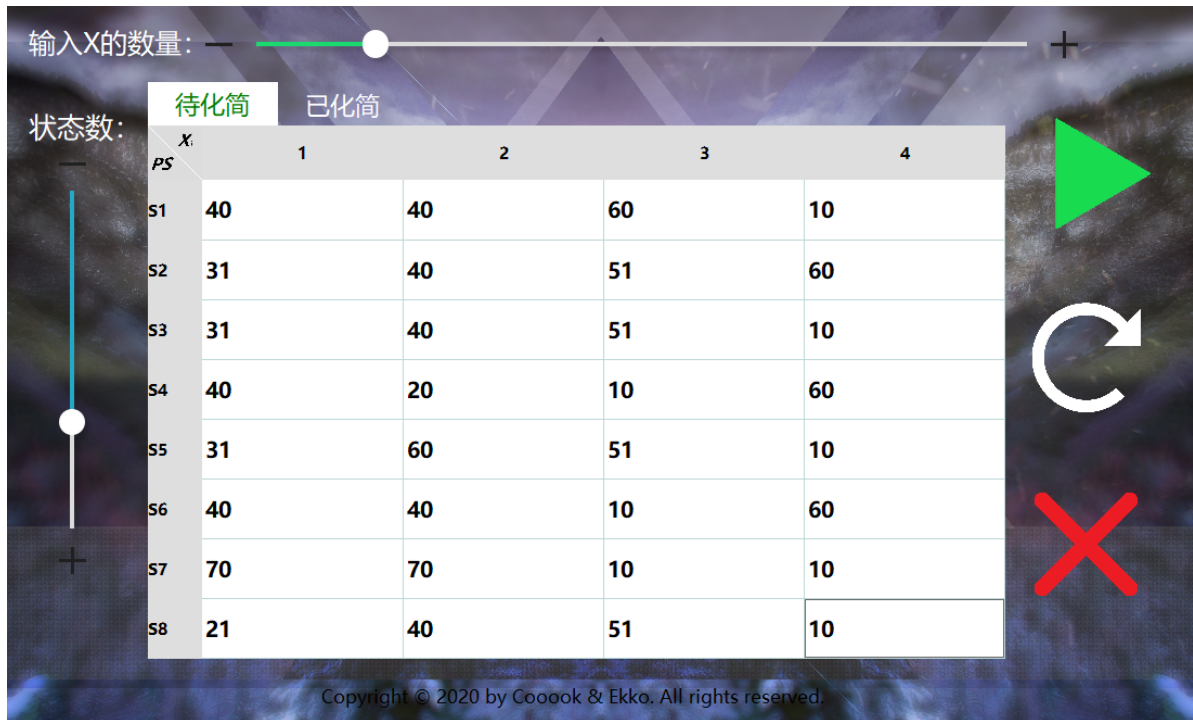 输入X的数量：
待化简 已化简
状态数：
Xᵢ
PS 1 2 3 4
S1 40 40 60 10
S2 31 40 51 60
S3 31 40 51 10
S4 40 20 10 60
S5 31 60 51 10
S6 40 40 10 60
S7 70 70 10 10
S8 21 40 51 10
Copyright © 2020 by Cooook & Ekko. All rights reserved.